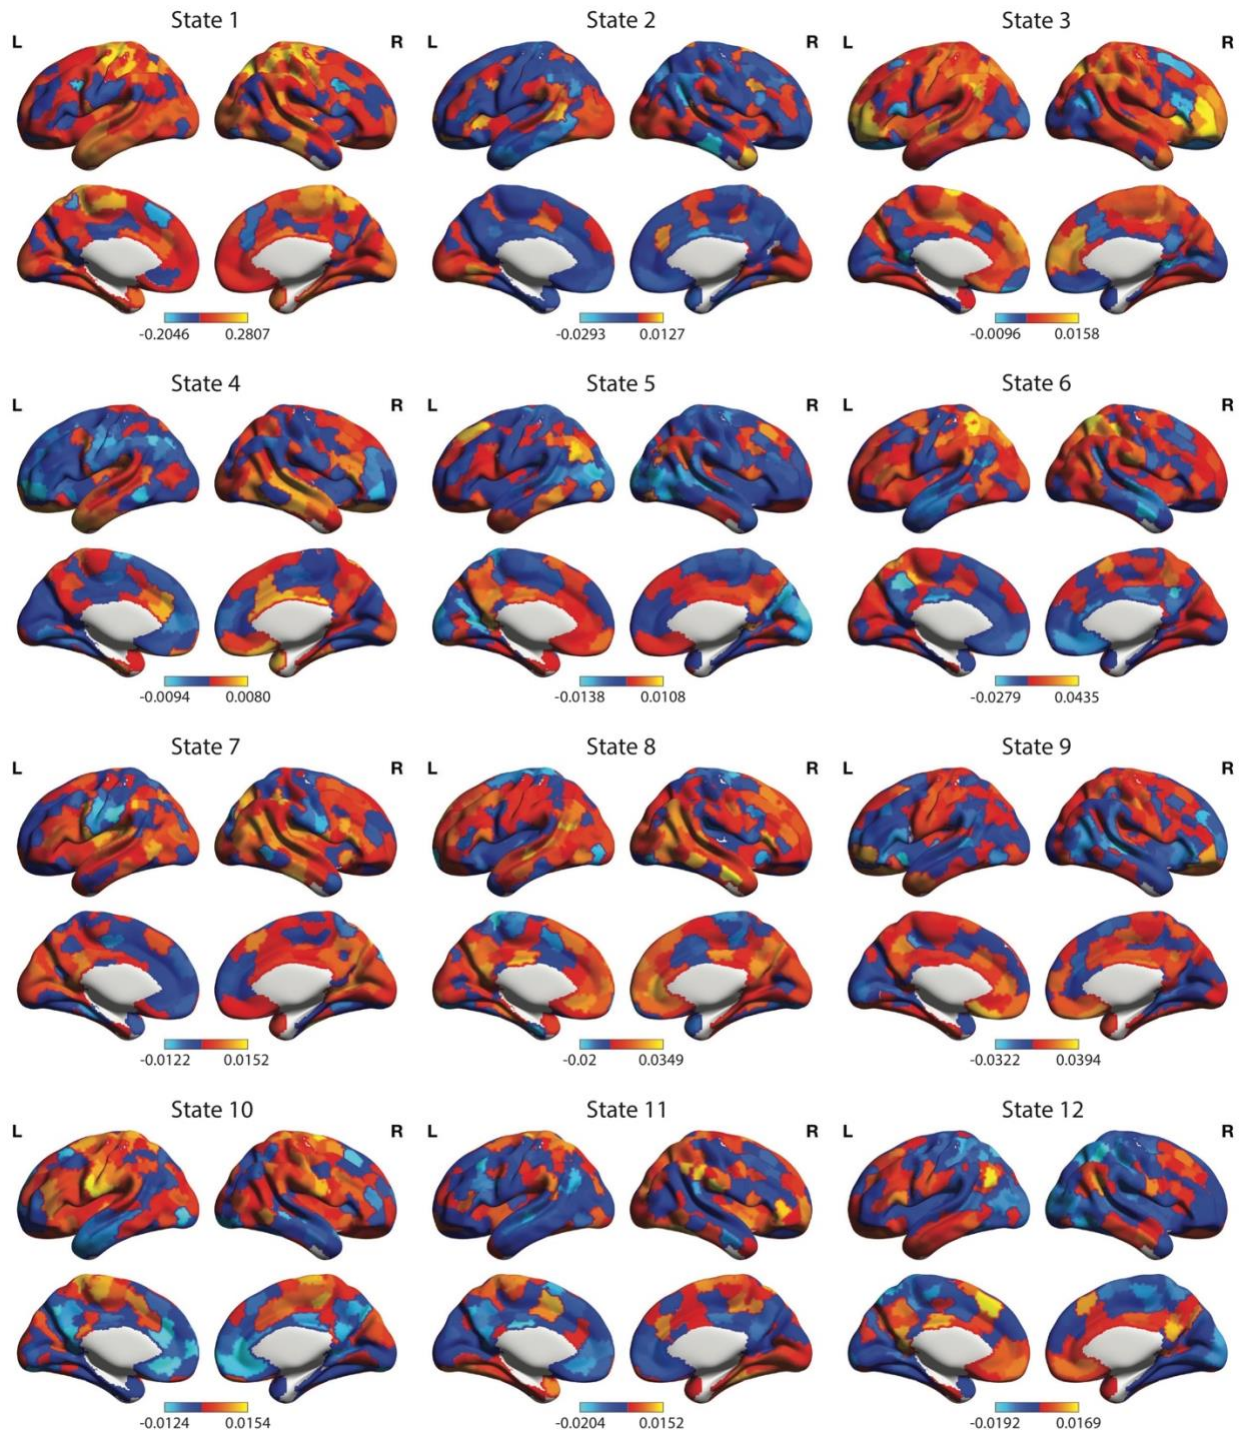 State 1 State 2 State 3
L R L R L R
-0.2046 0.2807 -0.0293 0.0127 -0.0096 0.0158
State 4 State 5 State 6
L R L R L R
-0.0094 0.0080 -0.0138 0.0108 -0.0279 0.0435
State 7 State 8 State 9
L R L R L R
-0.0122 0.0152 -0.02 0.0349 -0.0322 0.0394
State 10 State 11 State 12
L R L R L R
-0.0124 0.0154 -0.0204 0.0152 -0.0192 0.0169